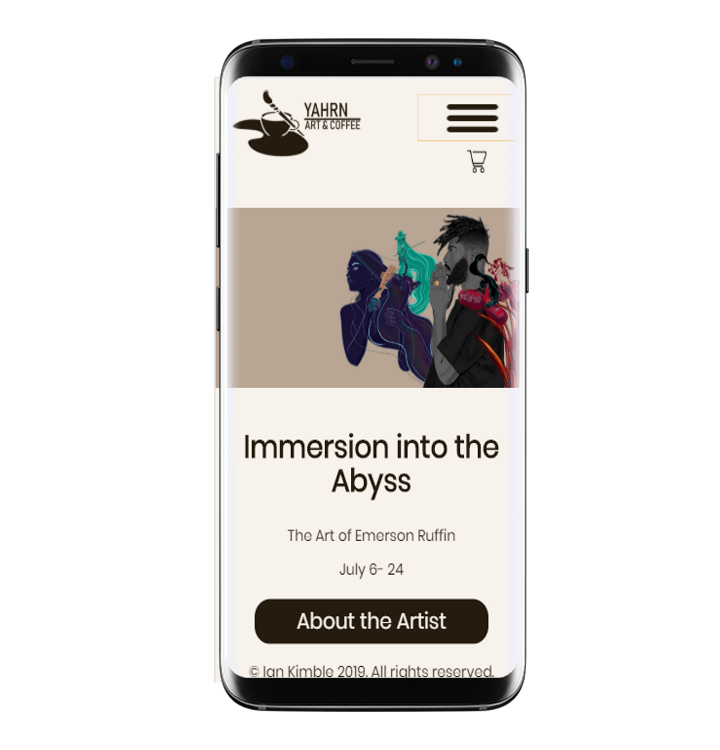 YAHRN
ART & COFFEE
Immersion into the
Abyss
The Art of Emerson Ruffin
July 6- 24
About the Artist
© Ian Kimble 2019. All rights reserved.